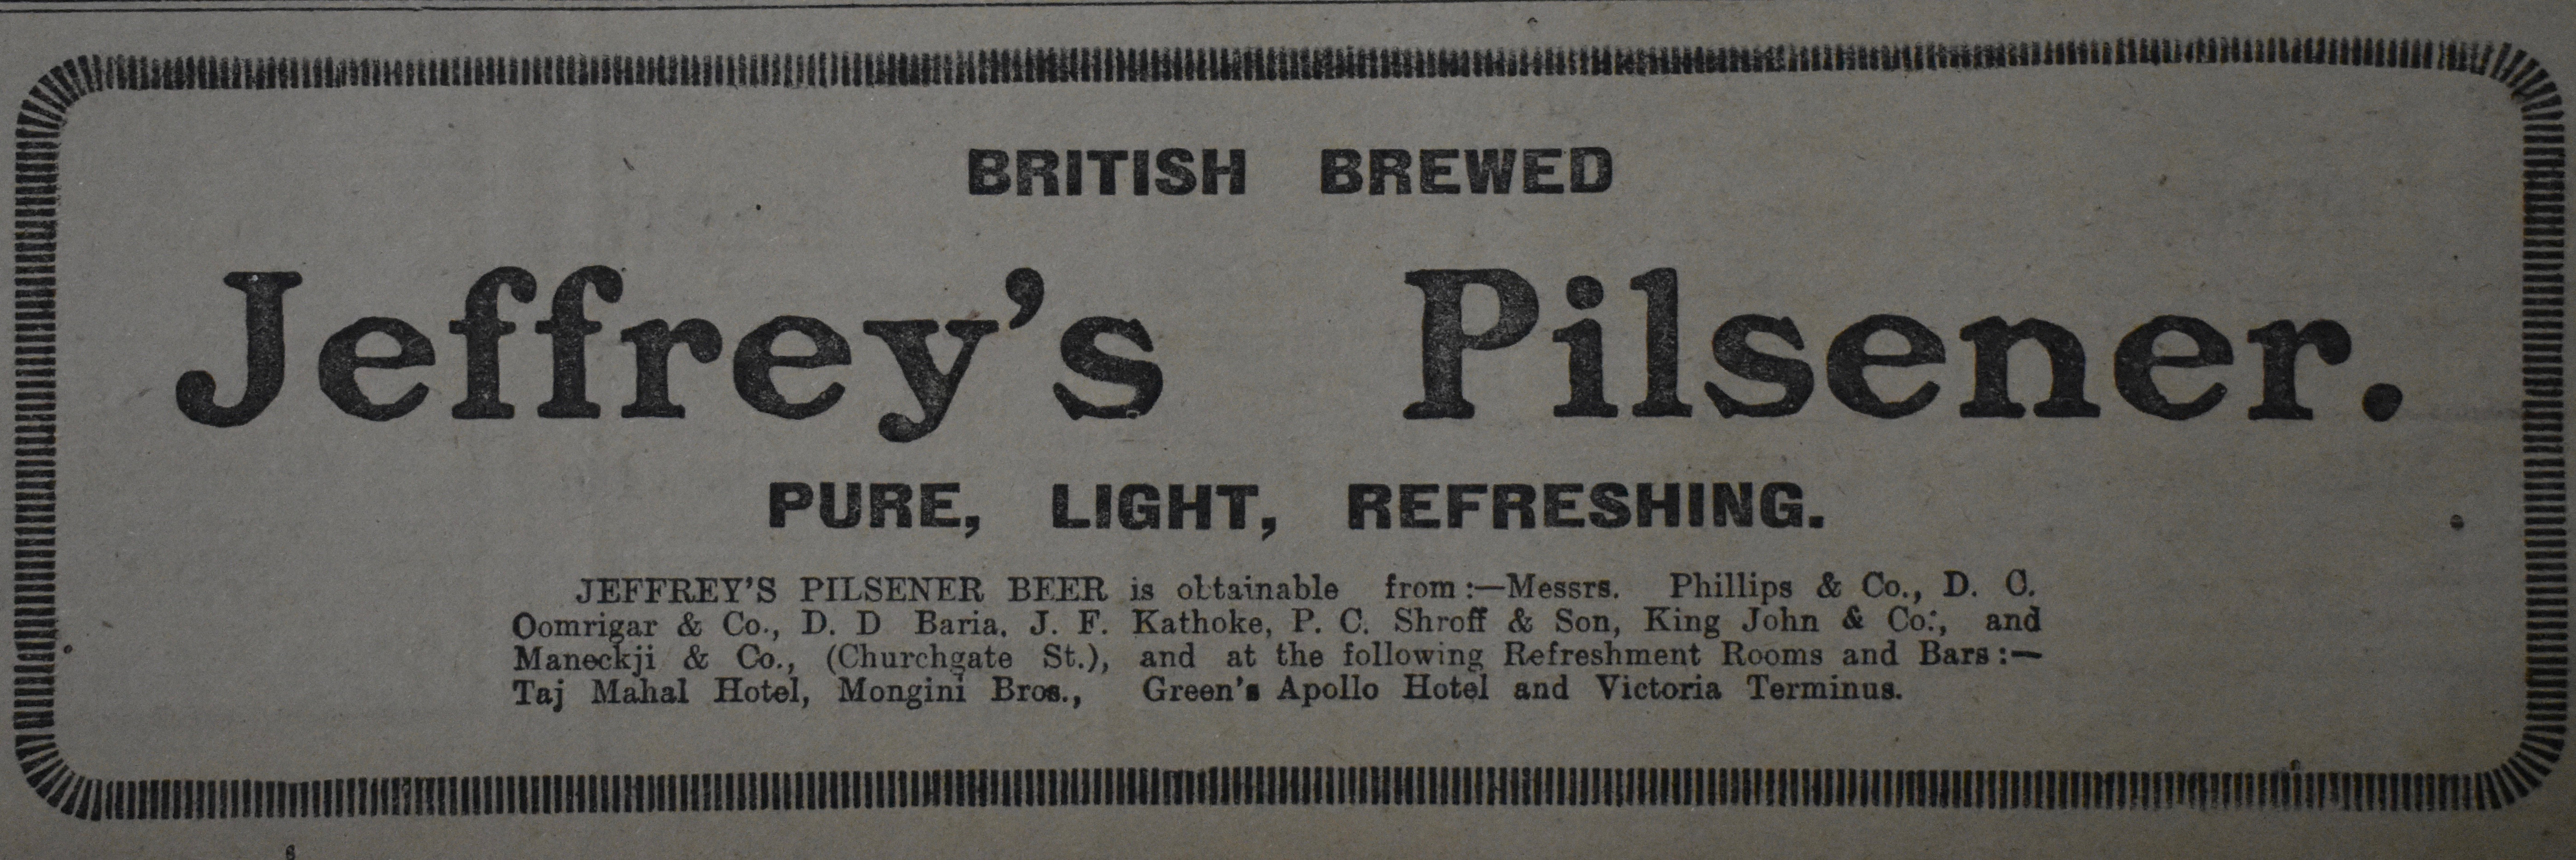 BRITISH BREWED
Jeffrey's Pilsener.
PURE, LIGHT, REFRESHING.
JEFFREY'S PILSENER BEER is obtainable from :—Messrs. Phillips & Co., D. C.
Oomrigar & Co., D. D Baria. J. F. Kathoke, P. C. Shroff & Son, King John & Co:, and
Maneckji & Co., (Churchgate St.), and at the following Refreshment Rooms and Bars :—
Taj Mahal Hotel, Mongini Bros., Green's Apollo Hotel and Victoria Terminus.